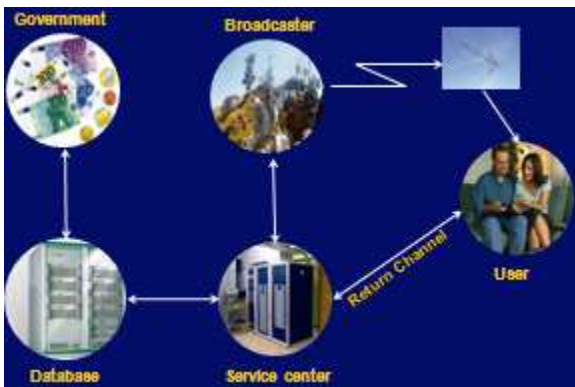 Government
Broadcaster
Return Channel
User
Database
Service center